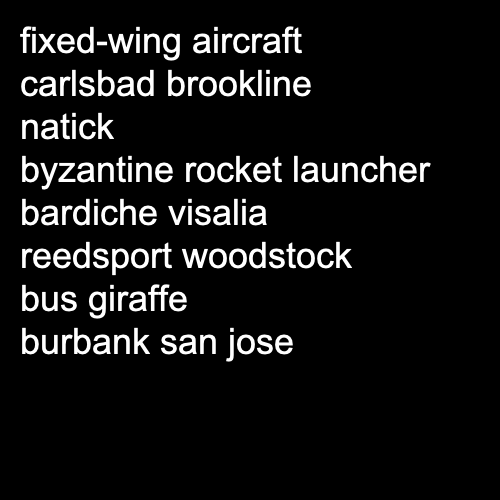 fixed-wing aircraft
carlsbad brookline
natick
byzantine rocket launcher
bardiche visalia
reedsport woodstock
bus giraffe
burbank san jose